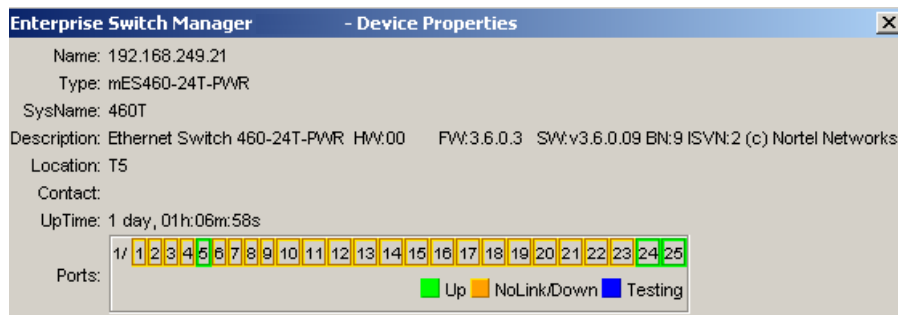 Enterprise Switch Manager - Device Properties
Name: 192.168.249.21
Type: mES460-24T-PWR
SysName: 460T
Description: Ethernet Switch 460-24T-PWR HW:00 FW:3.6.0.3 SW:v3.6.0.09 BN:9 ISVN:2 (c) Nortel Networks
Location: T5
Contact:
UpTime: 1 day, 01h:06m:58s
Ports: 1/ 1 2 3 4 5 6 7 8 9 10 11 12 13 14 15 16 17 18 19 20 21 22 23 24 25
Up NoLink/Down Testing